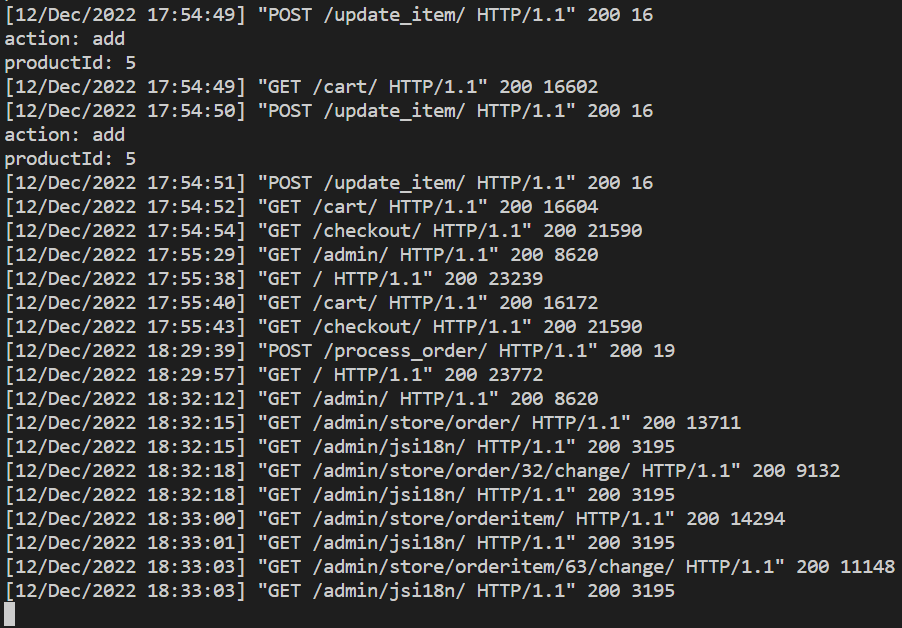 [12/Dec/2022 17:54:49] "POST /update_item/ HTTP/1.1" 200 16
action: add
productId: 5
[12/Dec/2022 17:54:49] "GET /cart/ HTTP/1.1" 200 16602
[12/Dec/2022 17:54:50] "POST /update_item/ HTTP/1.1" 200 16
action: add
productId: 5
[12/Dec/2022 17:54:51] "POST /update_item/ HTTP/1.1" 200 16
[12/Dec/2022 17:54:52] "GET /cart/ HTTP/1.1" 200 16604
[12/Dec/2022 17:54:54] "GET /checkout/ HTTP/1.1" 200 21590
[12/Dec/2022 17:55:29] "GET /admin/ HTTP/1.1" 200 8620
[12/Dec/2022 17:55:38] "GET / HTTP/1.1" 200 23239
[12/Dec/2022 17:55:40] "GET /cart/ HTTP/1.1" 200 16172
[12/Dec/2022 17:55:43] "GET /checkout/ HTTP/1.1" 200 21590
[12/Dec/2022 18:29:39] "POST /process_order/ HTTP/1.1" 200 19
[12/Dec/2022 18:29:57] "GET / HTTP/1.1" 200 23772
[12/Dec/2022 18:32:12] "GET /admin/ HTTP/1.1" 200 8620
[12/Dec/2022 18:32:15] "GET /admin/store/order/ HTTP/1.1" 200 13711
[12/Dec/2022 18:32:15] "GET /admin/jsi18n/ HTTP/1.1" 200 3195
[12/Dec/2022 18:32:18] "GET /admin/store/order/32/change/ HTTP/1.1" 200 9132
[12/Dec/2022 18:32:18] "GET /admin/jsi18n/ HTTP/1.1" 200 3195
[12/Dec/2022 18:33:00] "GET /admin/store/orderitem/ HTTP/1.1" 200 14294
[12/Dec/2022 18:33:01] "GET /admin/jsi18n/ HTTP/1.1" 200 3195
[12/Dec/2022 18:33:03] "GET /admin/store/orderitem/63/change/ HTTP/1.1" 200 11148
[12/Dec/2022 18:33:03] "GET /admin/jsi18n/ HTTP/1.1" 200 3195